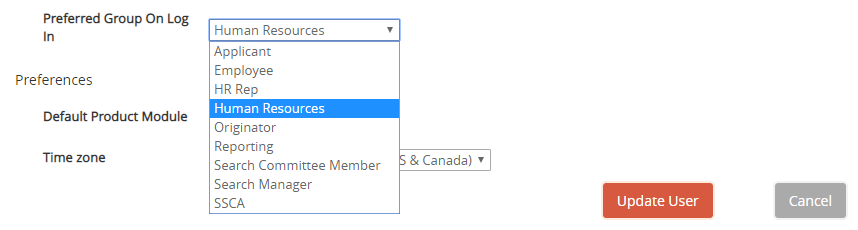 Preferred Group On Log
In
Human Resources
Applicant
Employee
HR Rep
Human Resources
Originator
Reporting
Search Committee Member
Search Manager
SSCA
Preferences
Default Product Module
Time zone
S & Canada)
Update User
Cancel